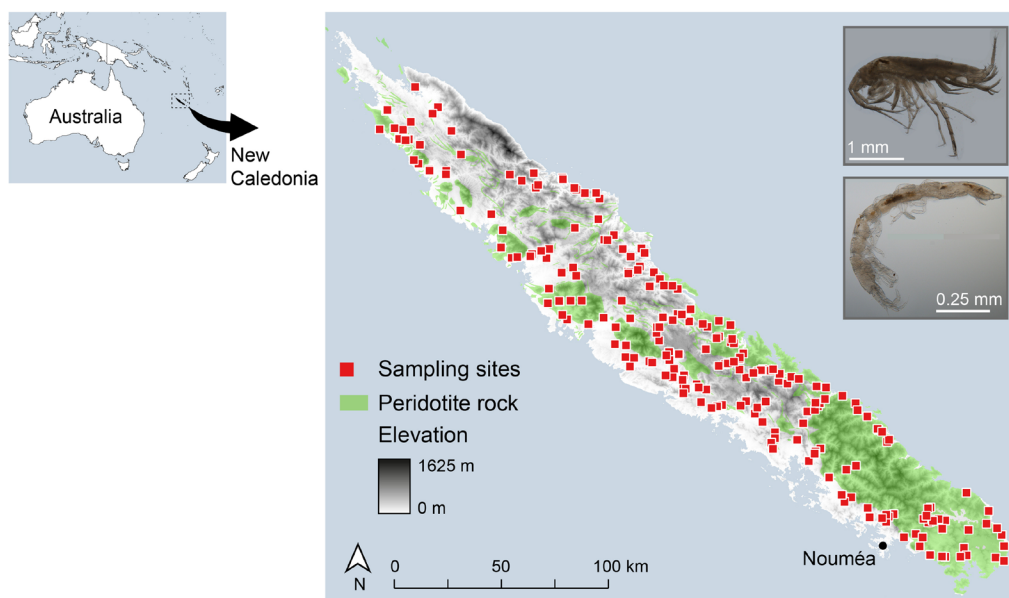 Australia
New
Caledonia
1 mm
0.25 mm
Sampling sites
Peridotite rock
Elevation
1625 m
0 m
Nouméa
N
0 50 100 km